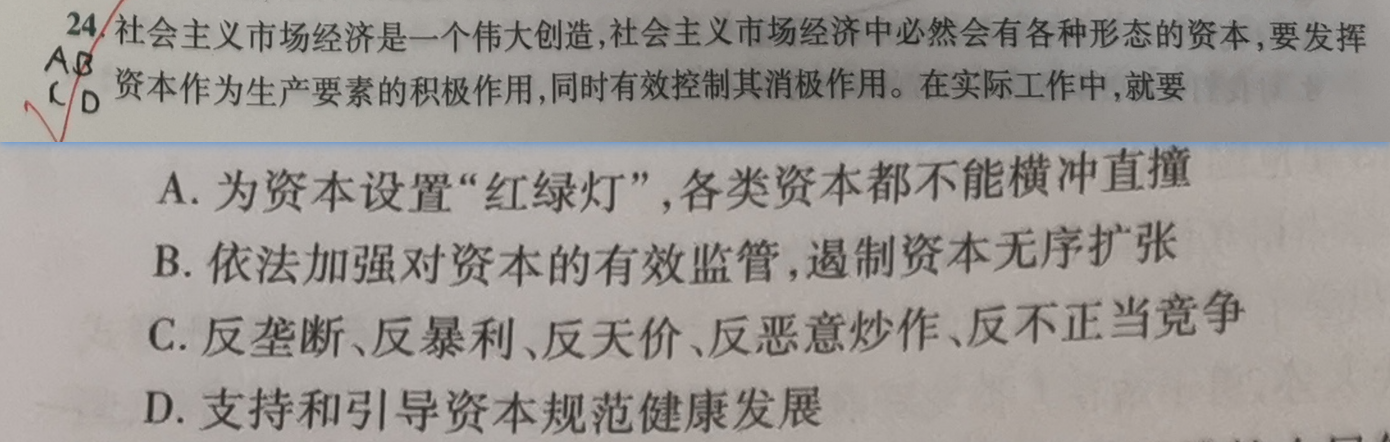 24.社会主义市场经济是一个伟大创造,社会主义市场经济中必然会有各种形态的资本,要发挥
AB
资本作为生产要素的积极作用,同时有效控制其消极作用。在实际工作中,就要
CD
A. 为资本设置“红绿灯”,各类资本都不能横冲直撞
B. 依法加强对资本的有效监管,遏制资本无序扩张
C. 反垄断、反暴利、反天价、反恶意炒作、反不正当竞争
D. 支持和引导资本规范健康发展